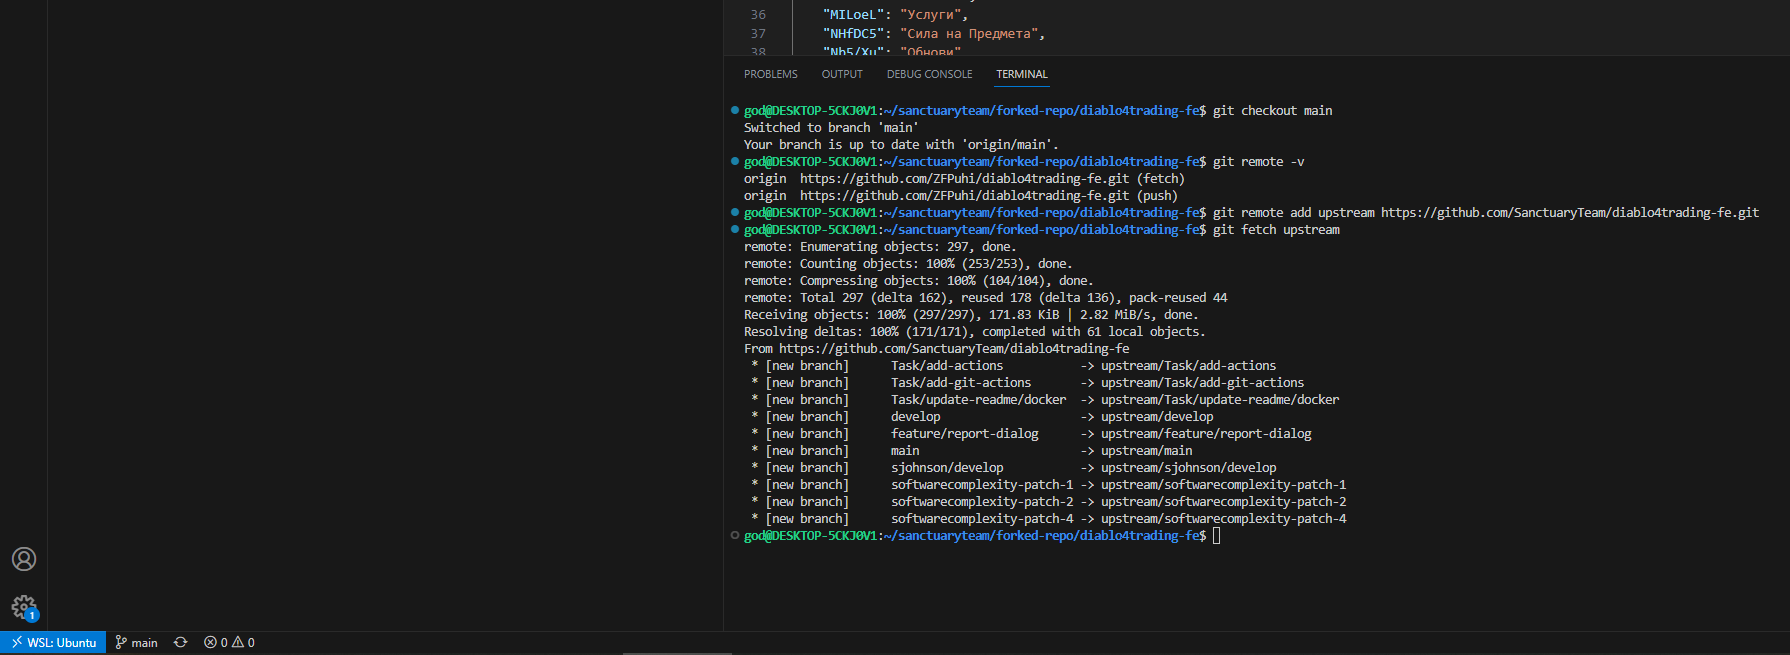 36 "MILoeL": "Услуги",
37 "NHfDC5": "Сила на Предмета",
38 "Nb5/Xu": "Обнови"
PROBLEMS OUTPUT DEBUG CONSOLE TERMINAL
god@DESKTOP-5CKJ0V1:~/sanctuaryteam/forked-repo/diablo4trading-fe$ git checkout main
Switched to branch 'main'
Your branch is up to date with 'origin/main'.
god@DESKTOP-5CKJ0V1:~/sanctuaryteam/forked-repo/diablo4trading-fe$ git remote -v
origin https://github.com/ZFPuhi/diablo4trading-fe.git (fetch)
origin https://github.com/ZFPuhi/diablo4trading-fe.git (push)
god@DESKTOP-5CKJ0V1:~/sanctuaryteam/forked-repo/diablo4trading-fe$ git remote add upstream https://github.com/SanctuaryTeam/diablo4trading-fe.git
god@DESKTOP-5CKJ0V1:~/sanctuaryteam/forked-repo/diablo4trading-fe$ git fetch upstream
remote: Enumerating objects: 297, done.
remote: Counting objects: 100% (253/253), done.
remote: Compressing objects: 100% (104/104), done.
remote: Total 297 (delta 162), reused 178 (delta 136), pack-reused 44
Receiving objects: 100% (297/297), 171.83 KiB | 2.82 MiB/s, done.
Resolving deltas: 100% (171/171), completed with 61 local objects.
From https://github.com/SanctuaryTeam/diablo4trading-fe
* [new branch] Task/add-actions -> upstream/Task/add-actions
* [new branch] Task/add-git-actions -> upstream/Task/add-git-actions
* [new branch] Task/update-readme/docker -> upstream/Task/update-readme/docker
* [new branch] develop -> upstream/develop
* [new branch] feature/report-dialog -> upstream/feature/report-dialog
* [new branch] main -> upstream/main
* [new branch] sjohnson/develop -> upstream/sjohnson/develop
* [new branch] softwarecomplexity-patch-1 -> upstream/softwarecomplexity-patch-1
* [new branch] softwarecomplexity-patch-2 -> upstream/softwarecomplexity-patch-2
* [new branch] softwarecomplexity-patch-4 -> upstream/softwarecomplexity-patch-4
god@DESKTOP-5CKJ0V1:~/sanctuaryteam/forked-repo/diablo4trading-fe$
1
WSL: Ubuntu main 0 0